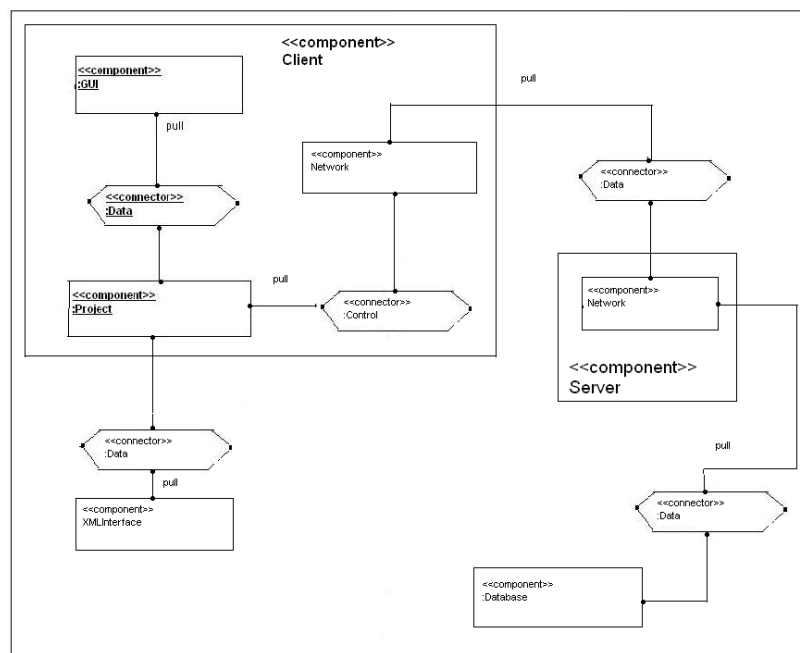 <<component>>
Client
<<component>>
:GUI
pull
pull
<<component>>
Network
<<connector>>
:Data
<<connector>>
:Data
<<component>>
:Project
pull
<<connector>>
:Control
<<component>>
Network
<<component>>
Server
<<connector>>
:Data
pull
<<component>>
XMLInterface
pull
<<connector>>
:Data
<<component>>
:Database